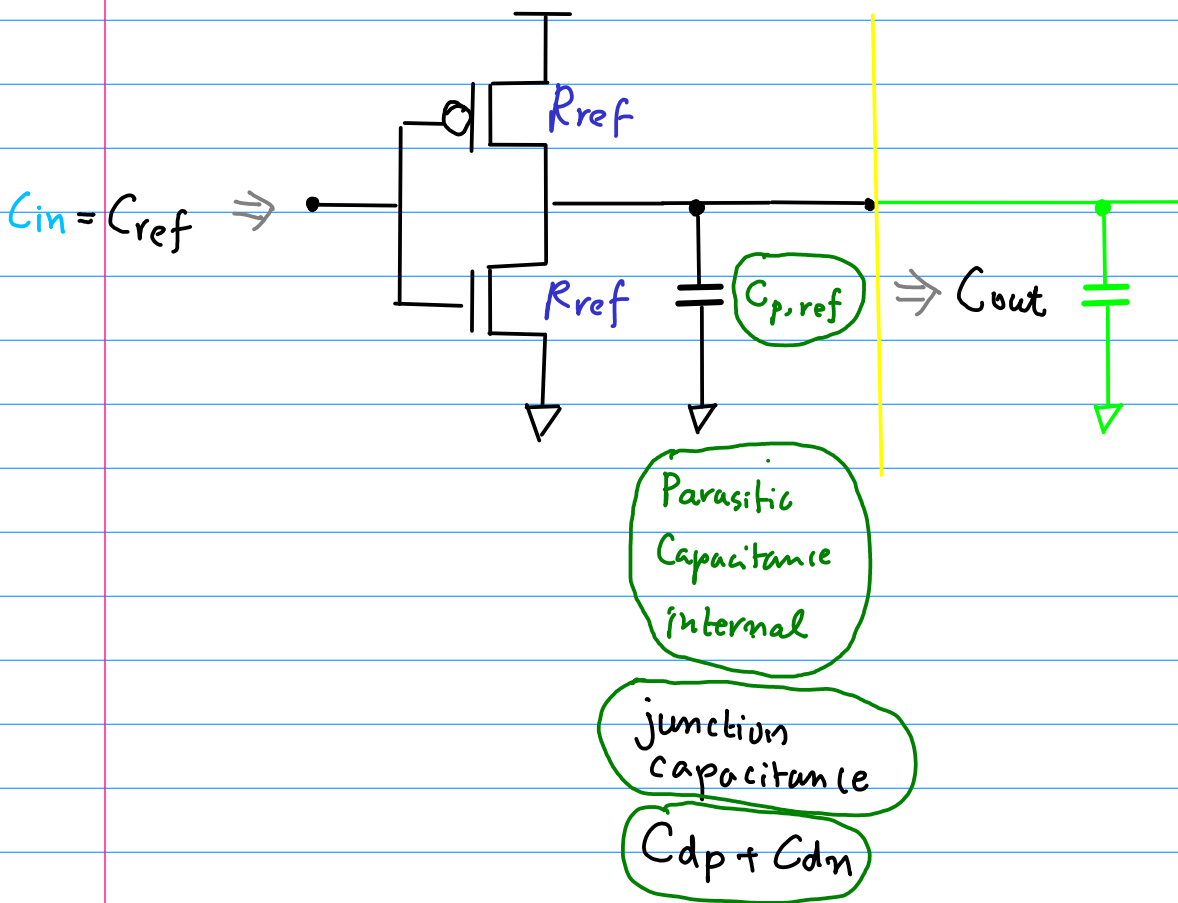 Rref
Cin = Cref ⇒
Rref
Cp,ref
⇒ Cout
Parasitic
Capacitance
internal
junction
capacitance
Cdp + Cdn